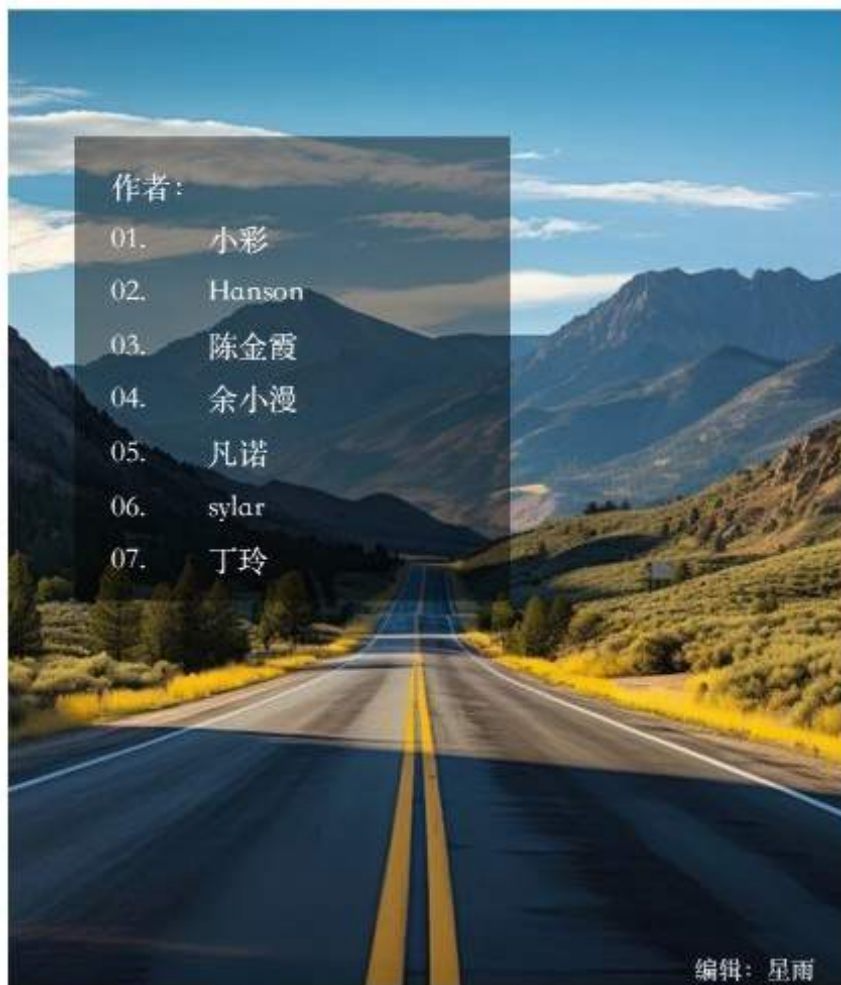 作者：
01. 小彩
02. Hanson
03. 陈金霞
04. 余小漫
05. 凡诺
06. sylar
07. 丁玲
编辑：星雨